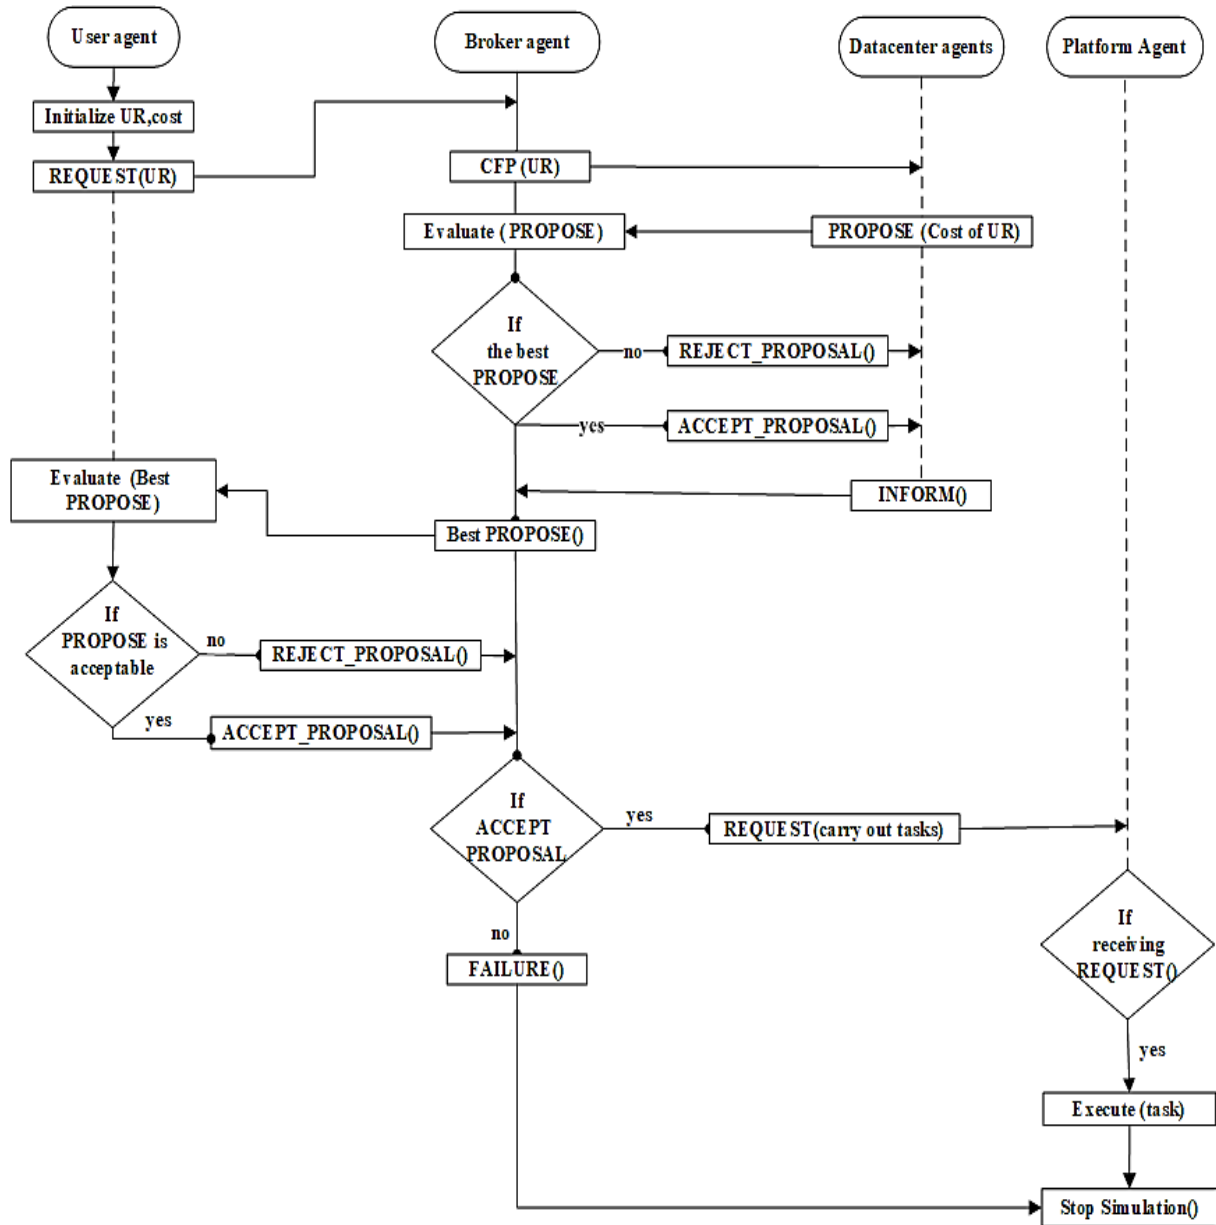 User agent
Broker agent
Datacenter agents
Platform Agent
Initialize UR,cost
REQUEST(UR)
CFP (UR)
Evaluate ( PROPOSE)
PROPOSE (Cost of UR)
If
the best
PROPOSE
no
REJECT_PROPOSAL()
yes
ACCEPT_PROPOSAL()
Evaluate (Best
PROPOSE)
INFORM()
Best PROPOSE()
If
PROPOSE is
acceptable
no
REJECT_PROPOSAL()
yes
ACCEPT_PROPOSAL()
If
ACCEPT
PROPOSAL
yes
REQUEST(carry out tasks)
no
FAILURE()
If
receiving
REQUEST()
yes
Execute (task)
Stop Simulation()